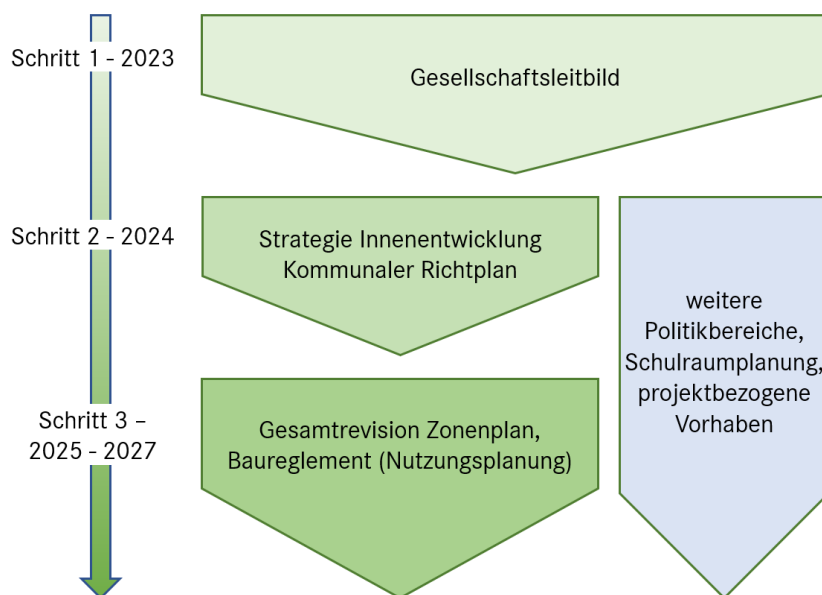 Schritt 1 - 2023
Gesellschaftsleitbild
Schritt 2 - 2024
Strategie Innenentwicklung
Kommunaler Richtplan
weitere
Politikbereiche,
Schulraumplanung,
projektbezogene
Vorhaben
Schritt 3 –
2025 - 2027
Gesamtrevision Zonenplan,
Baureglement (Nutzungsplanung)